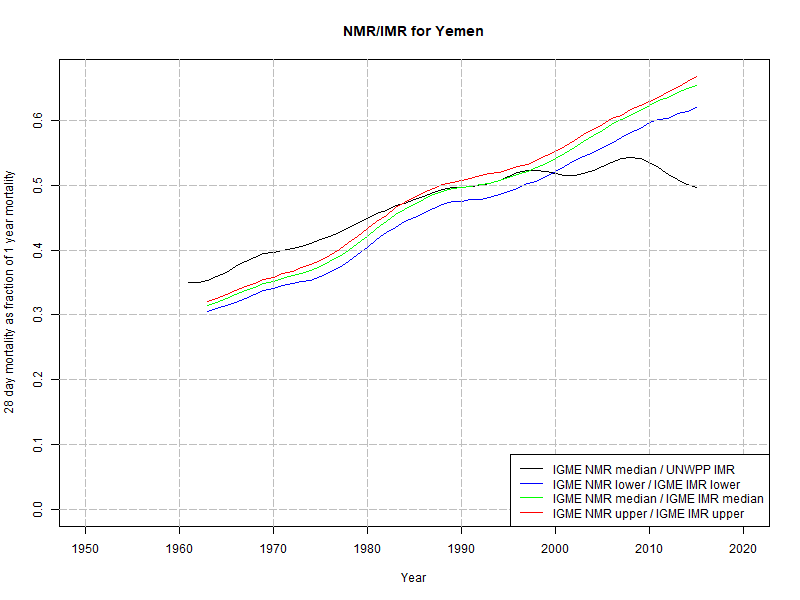 NMR/IMR for Yemen
28 day mortality as fraction of 1 year mortality
0.6
0.5
0.4
0.3
0.2
0.1
0.0
IGME NMR median / UNWPP IMR
IGME NMR lower / IGME IMR lower
IGME NMR median / IGME IMR median
IGME NMR upper / IGME IMR upper
1950 1960 1970 1980 1990 2000 2010 2020
Year